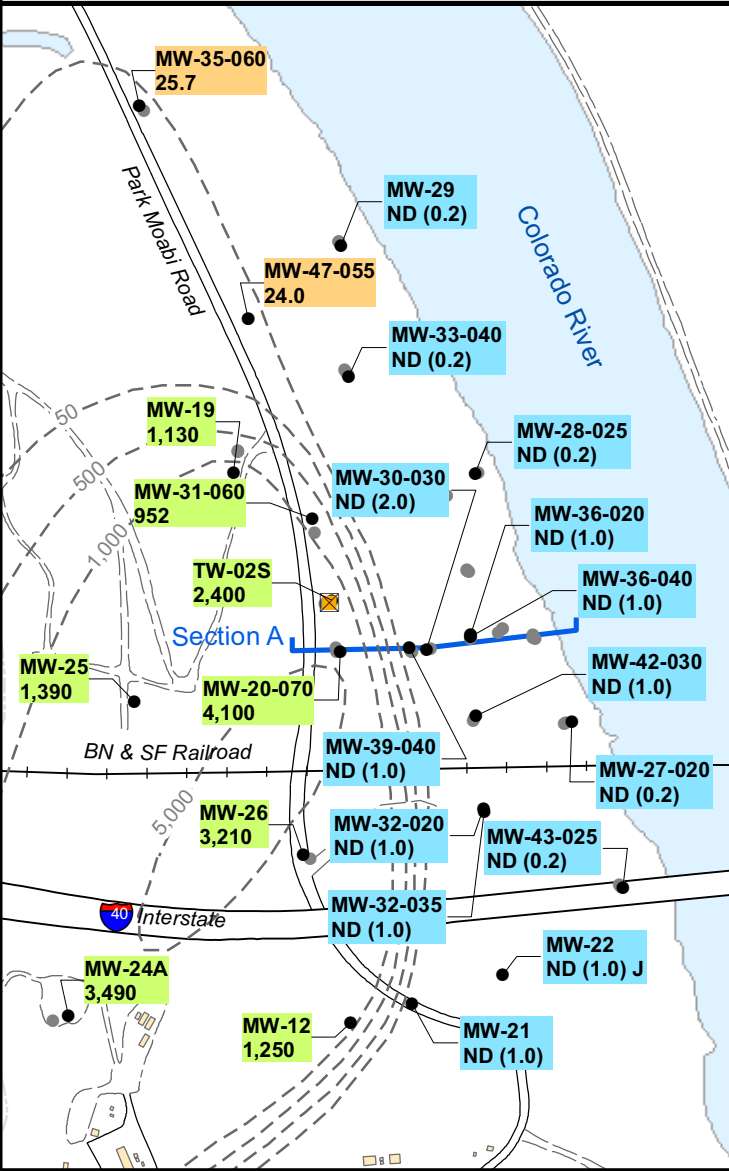 MW-35-060
25.7
Park Moabi Road
MW-29
ND (0.2)
Colorado River
MW-47-055
24.0
MW-33-040
ND (0.2)
50
MW-19
1,130
MW-28-025
ND (0.2)
500
MW-30-030
ND (2.0)
MW-31-060
952
MW-36-020
ND (1.0)
1,000
TW-02S
2,400
MW-36-040
ND (1.0)
Section A
MW-25
1,390
MW-20-070
4,100
MW-42-030
ND (1.0)
BN & SF Railroad
MW-39-040
ND (1.0)
MW-27-020
ND (0.2)
5,000
MW-26
3,210
MW-32-020
ND (1.0)
MW-43-025
ND (0.2)
40
Interstate
MW-32-035
ND (1.0)
MW-22
ND (1.0) J
MW-24A
3,490
MW-12
1,250
MW-21
ND (1.0)